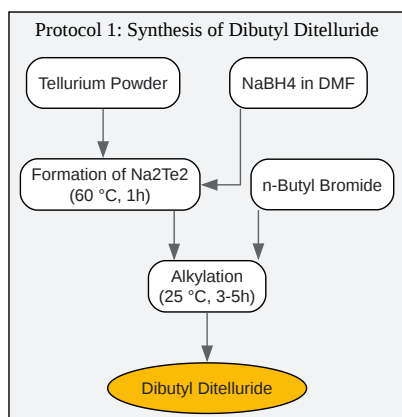 Protocol 1: Synthesis of Dibutyl Ditelluride
Tellurium Powder
NaBH4 in DMF
Formation of Na2Te2
(60 °C, 1h)
n-Butyl Bromide
Alkylation
(25 °C, 3-5h)
Dibutyl Ditelluride